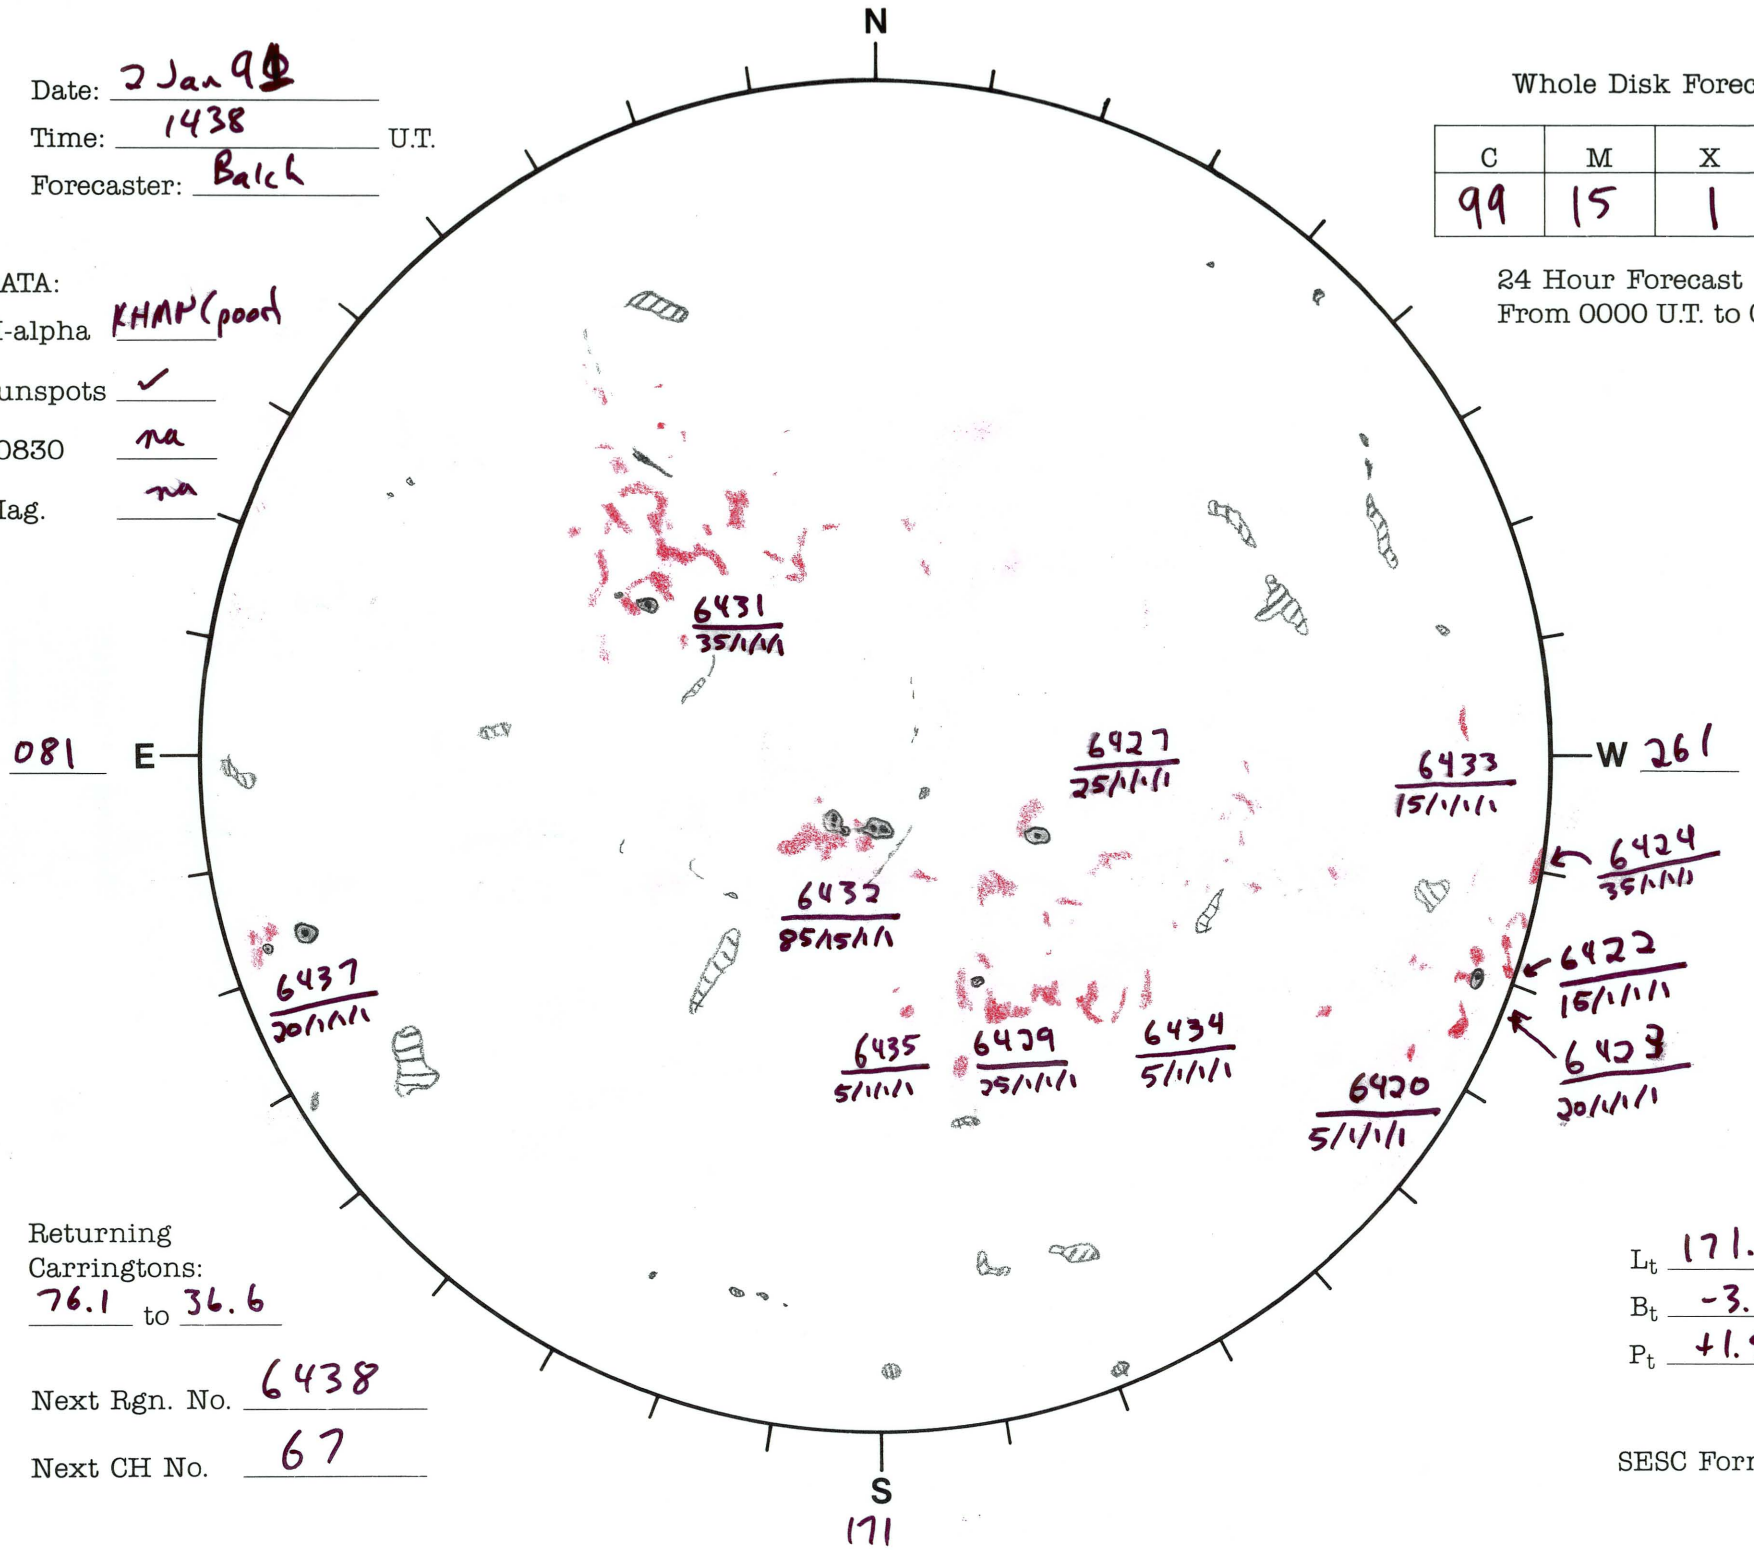 N
Date: 2 Jan 91
Time: 1438 U.T.
Forecaster: Balch
Whole Disk Forec
C M X
99 15 1
24 Hour Forecast
From 0000 U.T. to 0
ATA:
I-alpha KHMN (poor)
unspots ✓
0830 na
Mag. na
6431
35/1/1/1
081 E
W 261
6427
25/1/1/1
6433
15/1/1/1
6424
35/1/1/1
6432
85/15/1/1
6422
15/1/1/1
6437
20/1/1/1
6435
5/1/1/1
6429
25/1/1/1
6434
5/1/1/1
6423
20/1/1/1
6420
5/1/1/1
Returning
Carringtons:
76.1 to 36.6
Next Rgn. No. 6438
Next CH No. 67
Lt 171.
Bt -3.
Pt +1.
SESC Form
S
171